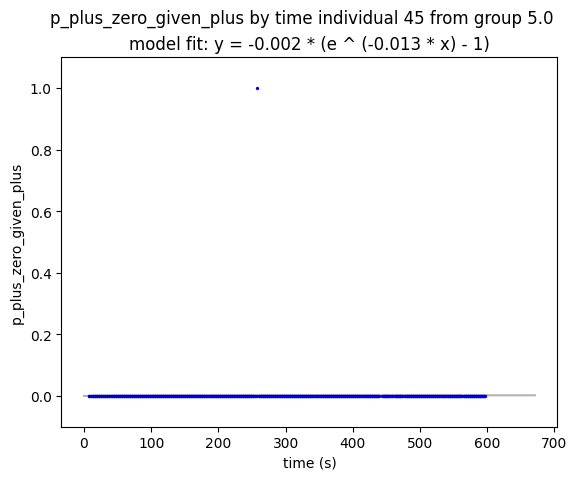 p_plus_zero_given_plus by time individual 45 from group 5.0
model fit: y = -0.002 * (e ^ (-0.013 * x) - 1)
1.0
0.8
0.6
0.4
0.2
0.0
p_plus_zero_given_plus
0 100 200 300 400 500 600 700
time (s)